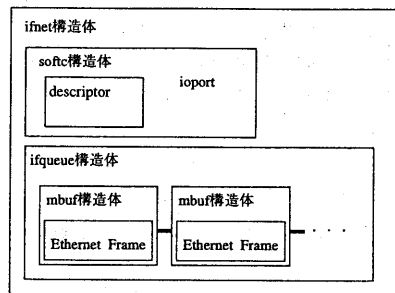 ifnet構造体
softc構造体
descriptor
ioport
ifqueue構造体
mbuf構造体
mbuf構造体
Ethernet Frame
Ethernet Frame